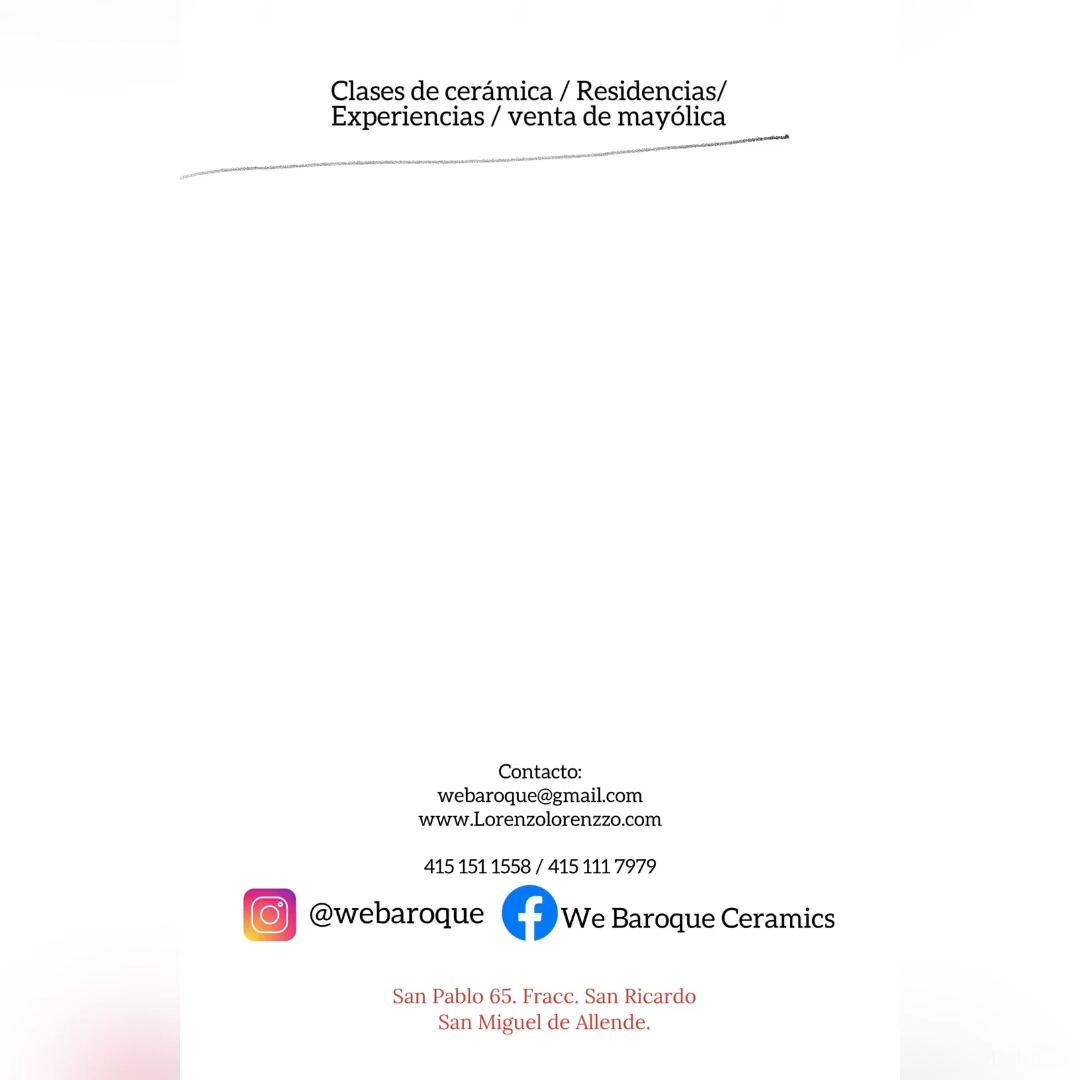 Clases de cerámica / Residencias/
Experiencias / venta de mayólica
Contacto:
webaroque@gmail.com
www.Lorenzolorenzzo.com
415 151 1558 / 415 111 7979
@webaroque
We Baroque Ceramics
San Pablo 65. Fracc. San Ricardo
San Miguel de Allende.